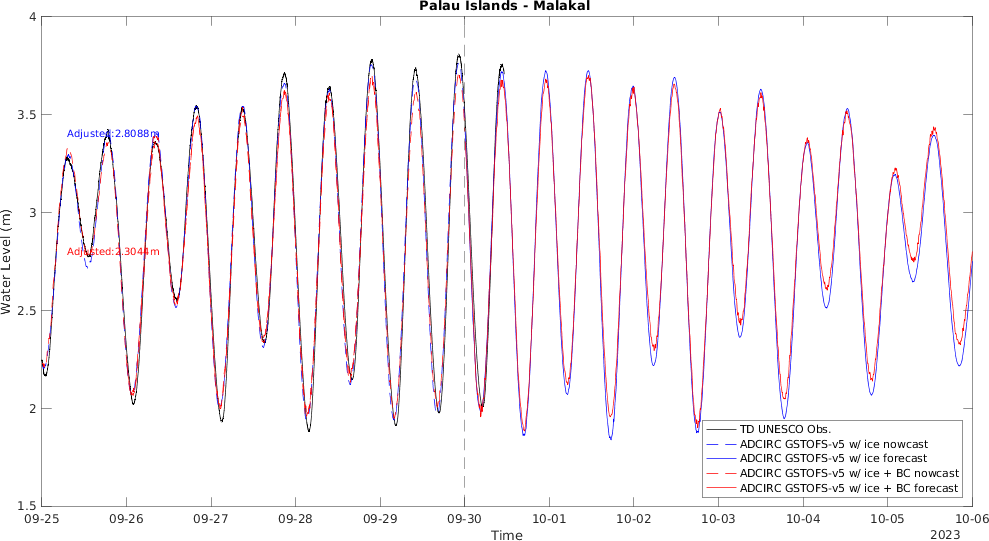 Palau Islands - Malakal
4
3.5
3
2.5
2
1.5
Water Level (m)
Adjusted:2.8088m
Adjusted:2.3044m
TD UNESCO Obs.
ADCIRC GSTOFS-v5 w/ ice nowcast
ADCIRC GSTOFS-v5 w/ ice forecast
ADCIRC GSTOFS-v5 w/ ice + BC nowcast
ADCIRC GSTOFS-v5 w/ ice + BC forecast
09-25 09-26 09-27 09-28 09-29 09-30 10-01 10-02 10-03 10-04 10-05 10-06
Time
2023